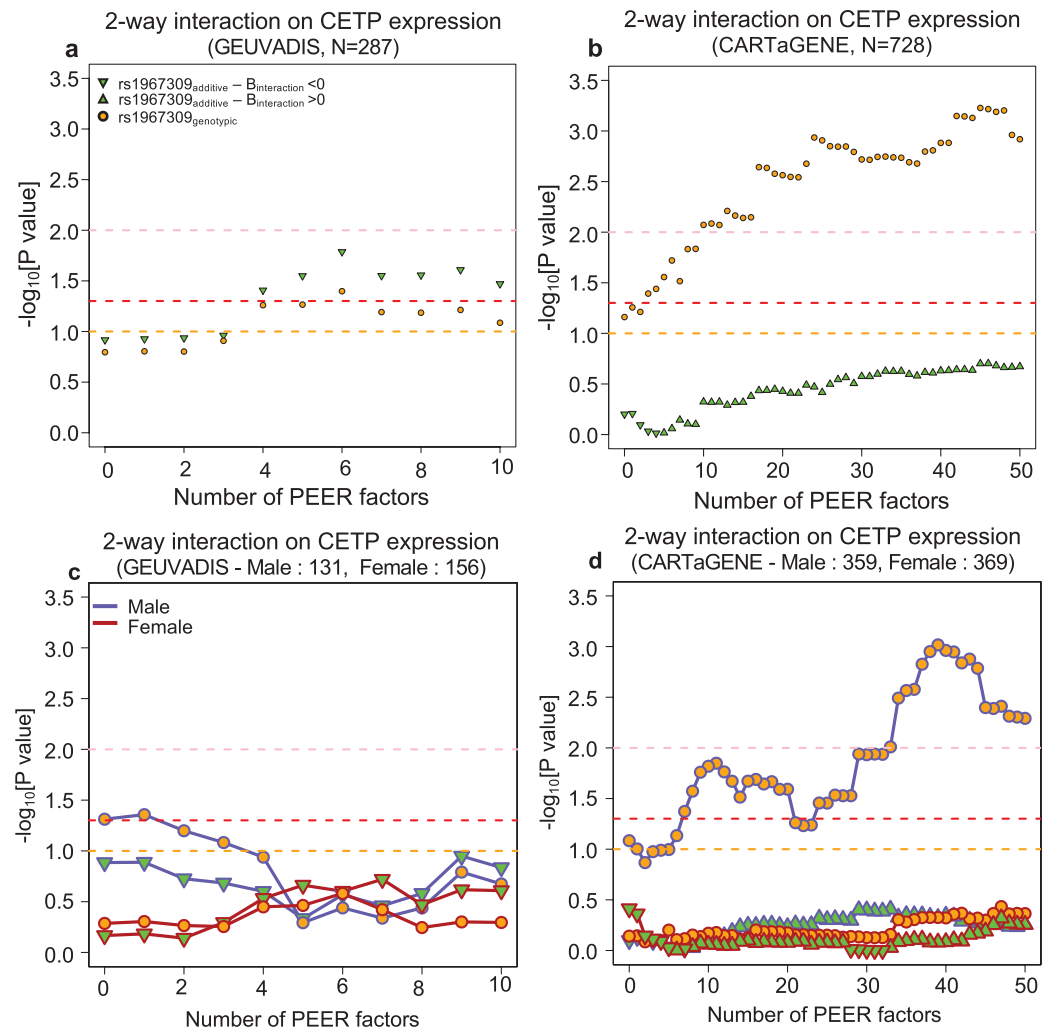 2-way interaction on CETP expression
a (GEUVADIS, N=287)
rs1967309additive – Binteraction <0
rs1967309additive – Binteraction >0
rs1967309genotypic
-log10[P value]
3.5
3.0
2.5
2.0
1.5
1.0
0.5
0.0
0 2 4 6 8 10
Number of PEER factors
2-way interaction on CETP expression
b (CARTaGENE, N=728)
-log10[P value]
3.5
3.0
2.5
2.0
1.5
1.0
0.5
0.0
0 10 20 30 40 50
Number of PEER factors
2-way interaction on CETP expression
c (GEUVADIS - Male : 131, Female : 156)
Male
Female
-log10[P value]
3.5
3.0
2.5
2.0
1.5
1.0
0.5
0.0
0 2 4 6 8 10
Number of PEER factors
2-way interaction on CETP expression
d (CARTaGENE - Male : 359, Female : 369)
-log10[P value]
3.5
3.0
2.5
2.0
1.5
1.0
0.5
0.0
0 10 20 30 40 50
Number of PEER factors